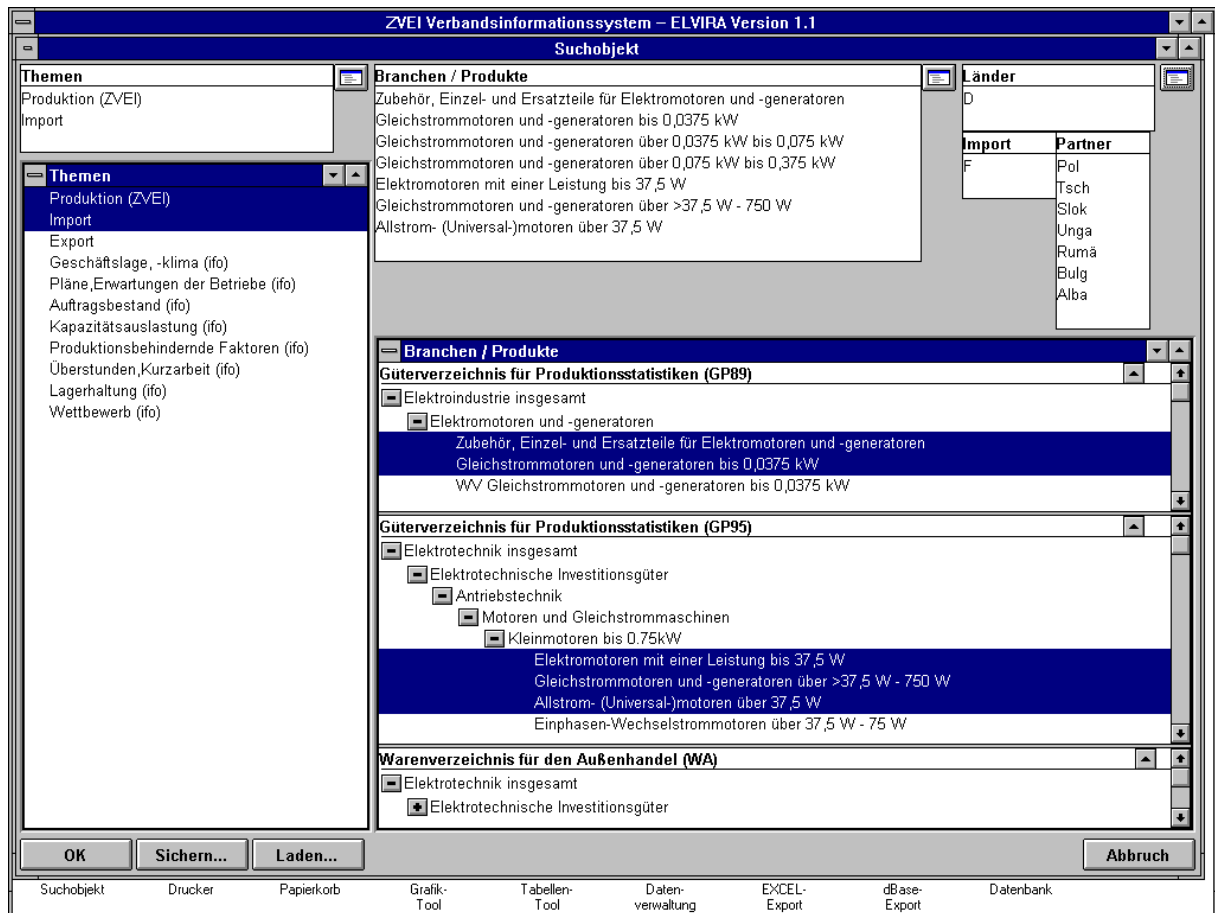 ZVEI Verbandsinformationssystem – ELVIRA Version 1.1
Suchobjekt
Themen
Produktion (ZVEI)
Import
Branchen / Produkte
Zubehör, Einzel- und Ersatzteile für Elektromotoren und -generatoren
Gleichstrommotoren und -generatoren bis 0,0375 kW
Gleichstrommotoren und -generatoren über 0,0375 kW bis 0,075 kW
Gleichstrommotoren und -generatoren über 0,075 kW bis 0,375 kW
Elektromotoren mit einer Leistung bis 37,5 W
Gleichstrommotoren und -generatoren über >37,5 W - 750 W
Allstrom- (Universal-)motoren über 37,5 W
Länder
D
Import
F
Partner
Pol
Tsch
Slok
Unga
Rumä
Bulg
Alba
Themen
Produktion (ZVEI)
Import
Export
Geschäftslage, -klima (ifo)
Pläne,Erwartungen der Betriebe (ifo)
Auftragsbestand (ifo)
Kapazitätsauslastung (ifo)
Produktionsbehindernde Faktoren (ifo)
Überstunden,Kurzarbeit (ifo)
Lagerhaltung (ifo)
Wettbewerb (ifo)
Branchen / Produkte
Güterverzeichnis für Produktionsstatistiken (GP89)
Elektroindustrie insgesamt
Elektromotoren und -generatoren
Zubehör, Einzel- und Ersatzteile für Elektromotoren und -generatoren
Gleichstrommotoren und -generatoren bis 0,0375 kW
WV Gleichstrommotoren und -generatoren bis 0,0375 kW
Güterverzeichnis für Produktionsstatistiken (GP95)
Elektrotechnik insgesamt
Elektrotechnische Investitionsgüter
Antriebstechnik
Motoren und Gleichstrommaschinen
Kleinmotoren bis 0.75kW
Elektromotoren mit einer Leistung bis 37,5 W
Gleichstrommotoren und -generatoren über >37,5 W - 750 W
Allstrom- (Universal-)motoren über 37,5 W
Einphasen-Wechselstrommotoren über 37,5 W - 75 W
Warenverzeichnis für den Außenhandel (WA)
Elektrotechnik insgesamt
Elektrotechnische Investitionsgüter
OK
Sichern...
Laden...
Abbruch
Suchobjekt
Drucker
Papierkorb
Grafik-
Tool
Tabellen-
Tool
Daten-
verwaltung
EXCEL-
Export
dBase-
Export
Datenbank